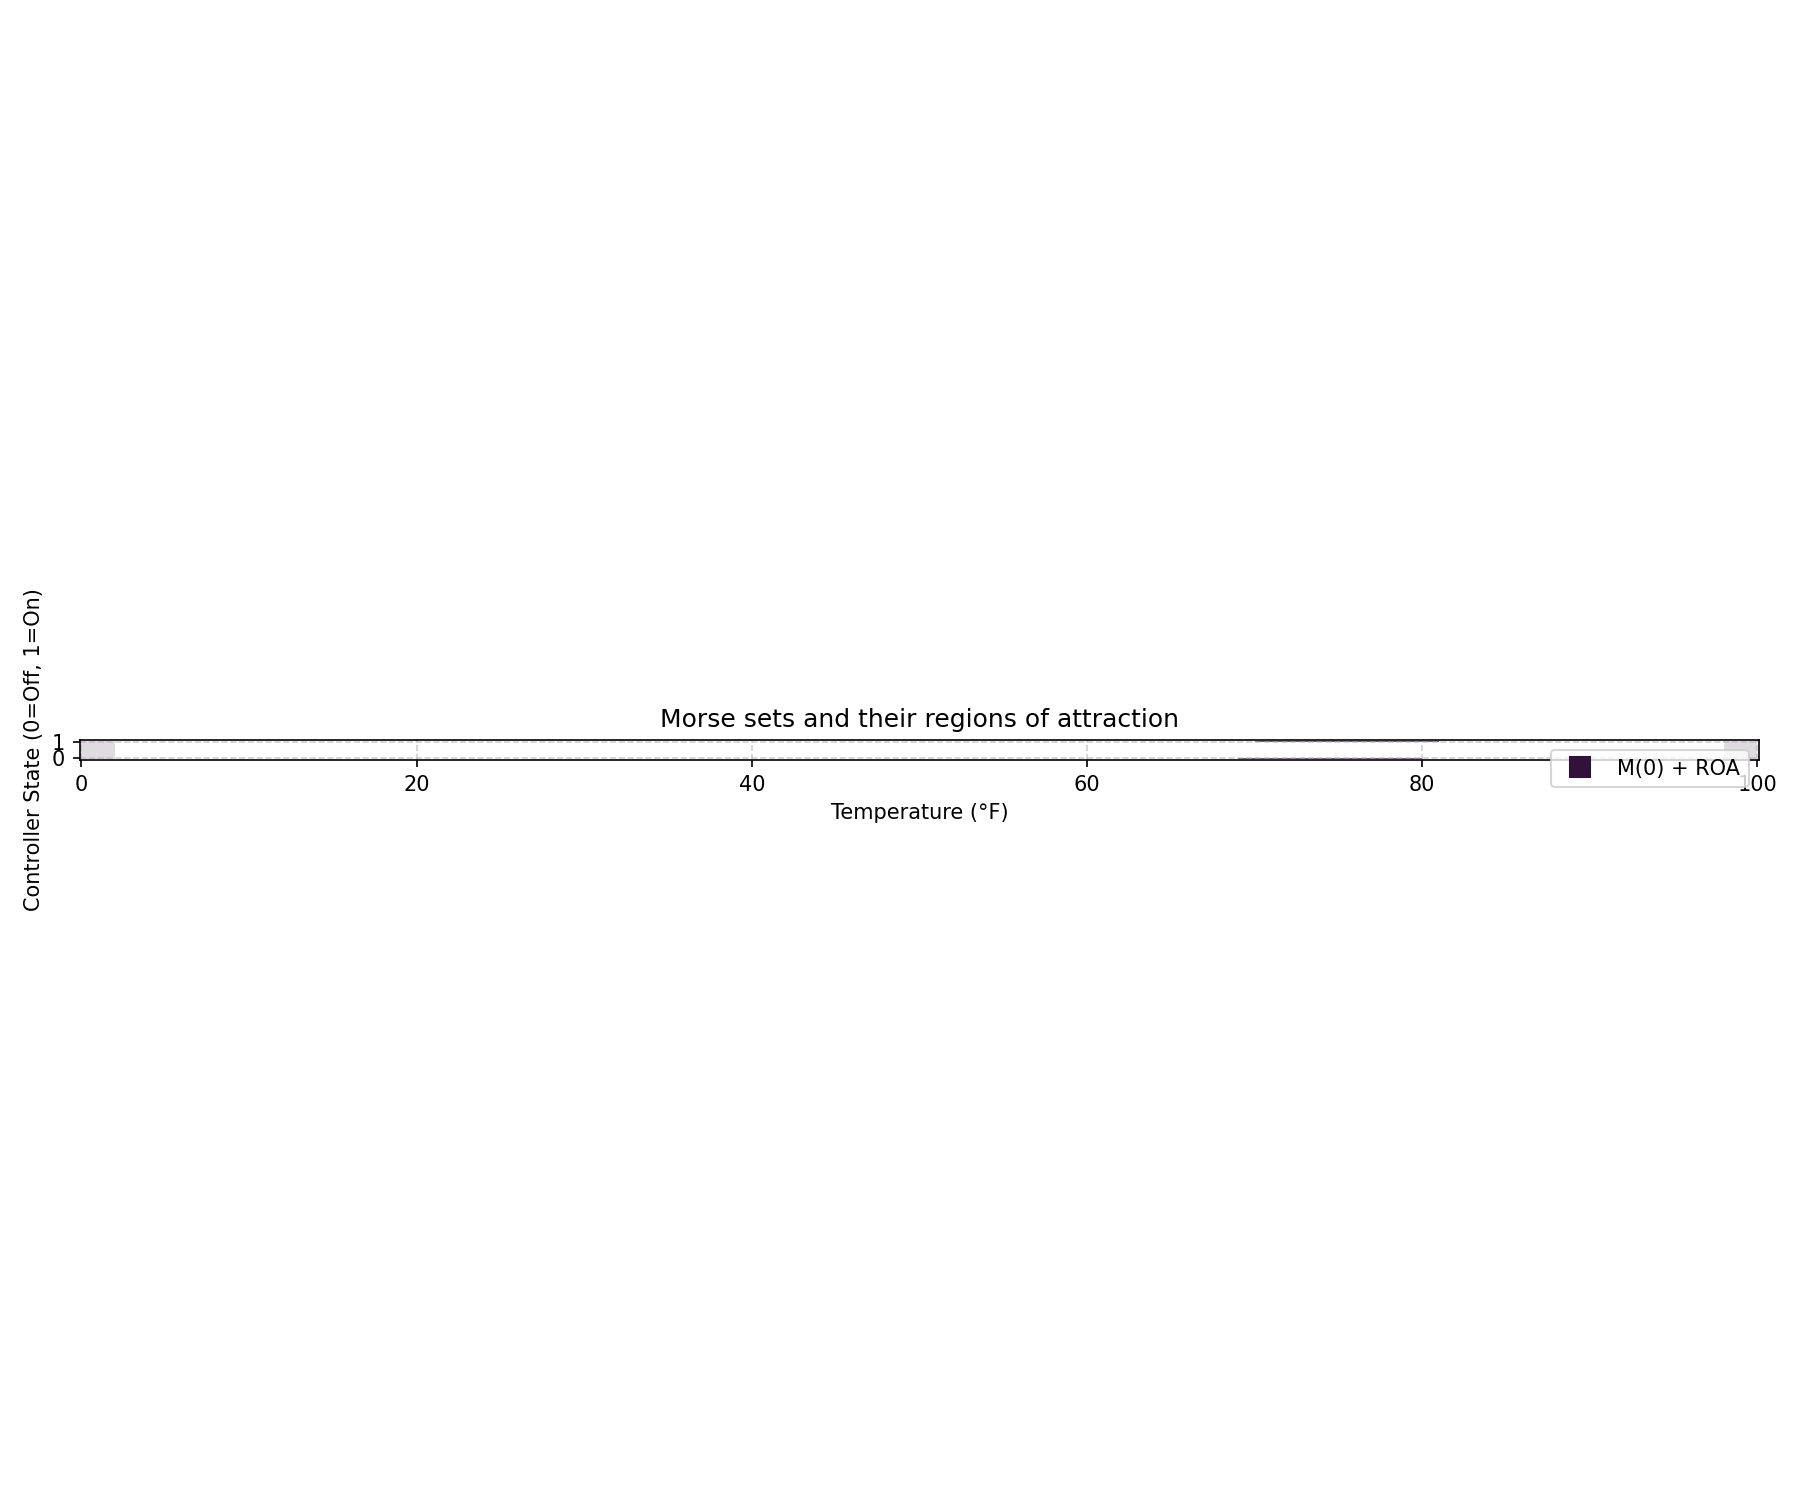 Morse sets and their regions of attraction
Controller State (0=Off, 1=On)
1
0
0 20 40 60 80 100
M(0) + ROA
Temperature (°F)